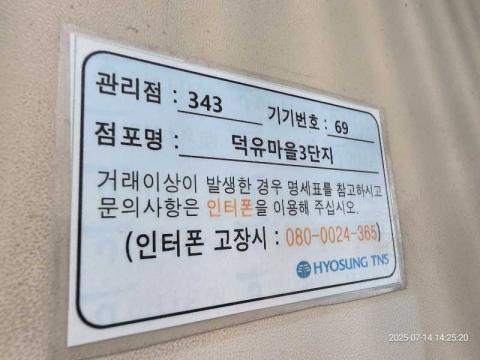 관리점 : 343 기기번호 : 69
점포명 : 덕유마을3단지
거래이상이 발생한 경우 명세표를 참고하시고
문의사항은 인터폰을 이용해 주십시오.
(인터폰 고장시 : 080-0024-365)
HYOSUNG TNS
2025-07-14 14:25:20